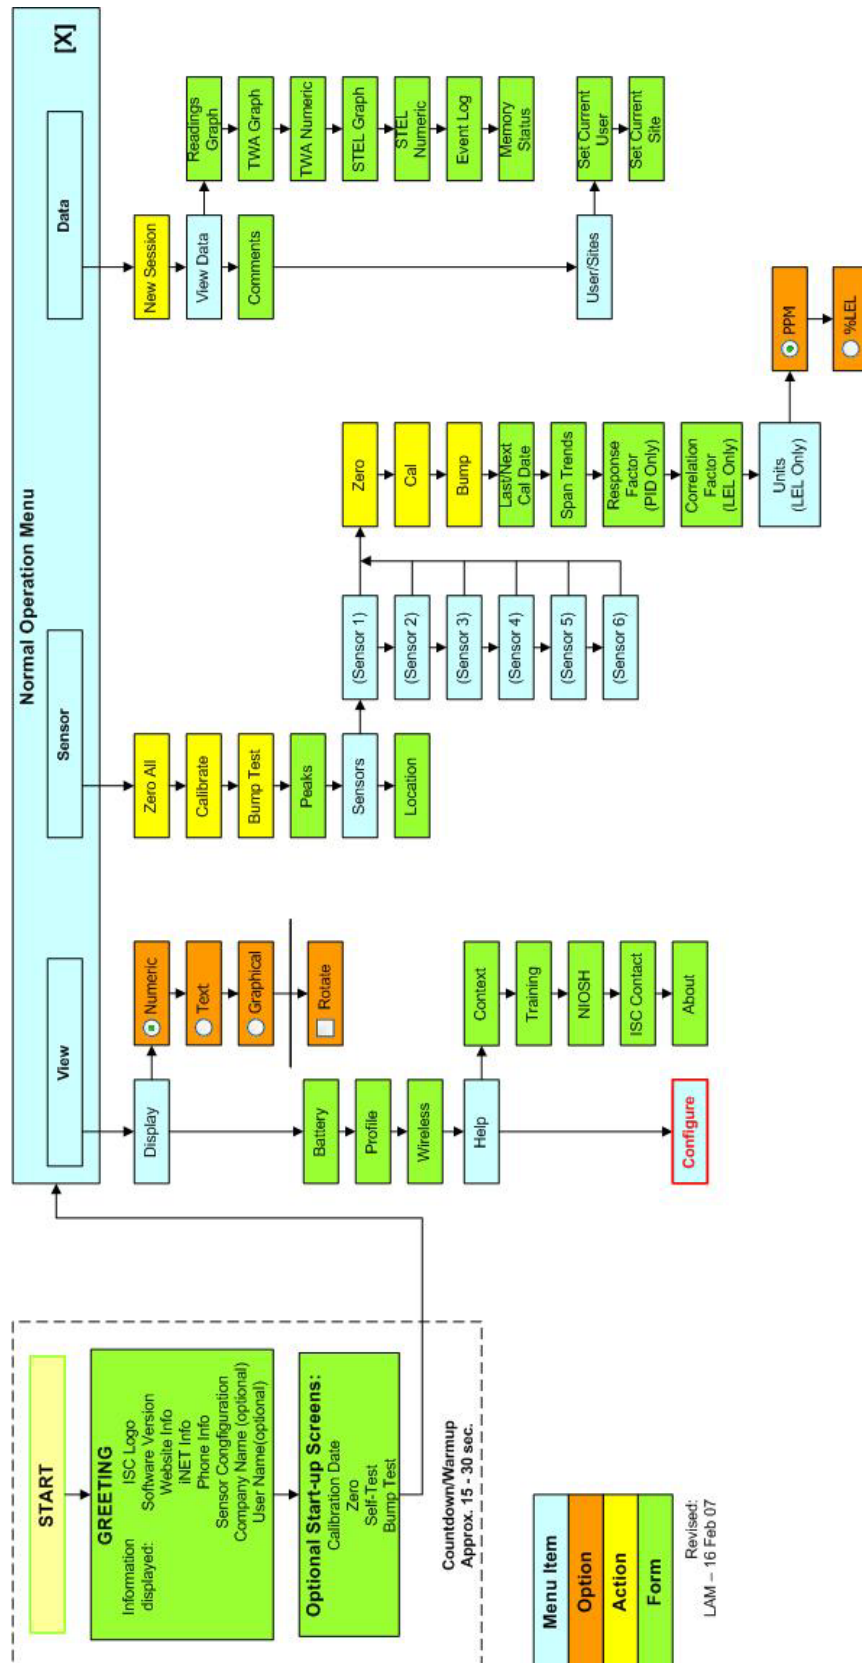 START
GREETING
Information
displayed:
ISC Logo
Software Version
Website Info
iNET Info
Phone Info
Sensor Congfiguration
Company Name (optional)
User Name(optional)
Optional Start-up Screens:
Calibration Date
Zero
Self-Test
Bump Test
Countdown/Warmup
Approx. 15 - 30 sec.
Menu Item
Option
Action
Form
Revised:
LAM – 16 Feb 07
Normal Operation Menu
[X]
View
Display
Numeric
Text
Graphical
Rotate
Battery
Profile
Wireless
Help
Context
Training
NIOSH
ISC Contact
About
Configure
Sensor
Zero All
Calibrate
Bump Test
Peaks
Sensors
Location
(Sensor 1)
(Sensor 2)
(Sensor 3)
(Sensor 4)
(Sensor 5)
(Sensor 6)
Zero
Cal
Bump
Last/Next
Cal Date
Span Trends
Response
Factor
(PID Only)
Correlation
Factor
(LEL Only)
Units
(LEL Only)
PPM
%LEL
Data
New Session
View Data
Comments
User/Sites
Readings
Graph
TWA Graph
TWA Numeric
STEL Graph
STEL
Numeric
Event Log
Memory
Status
Set Current
User
Set Current
Site